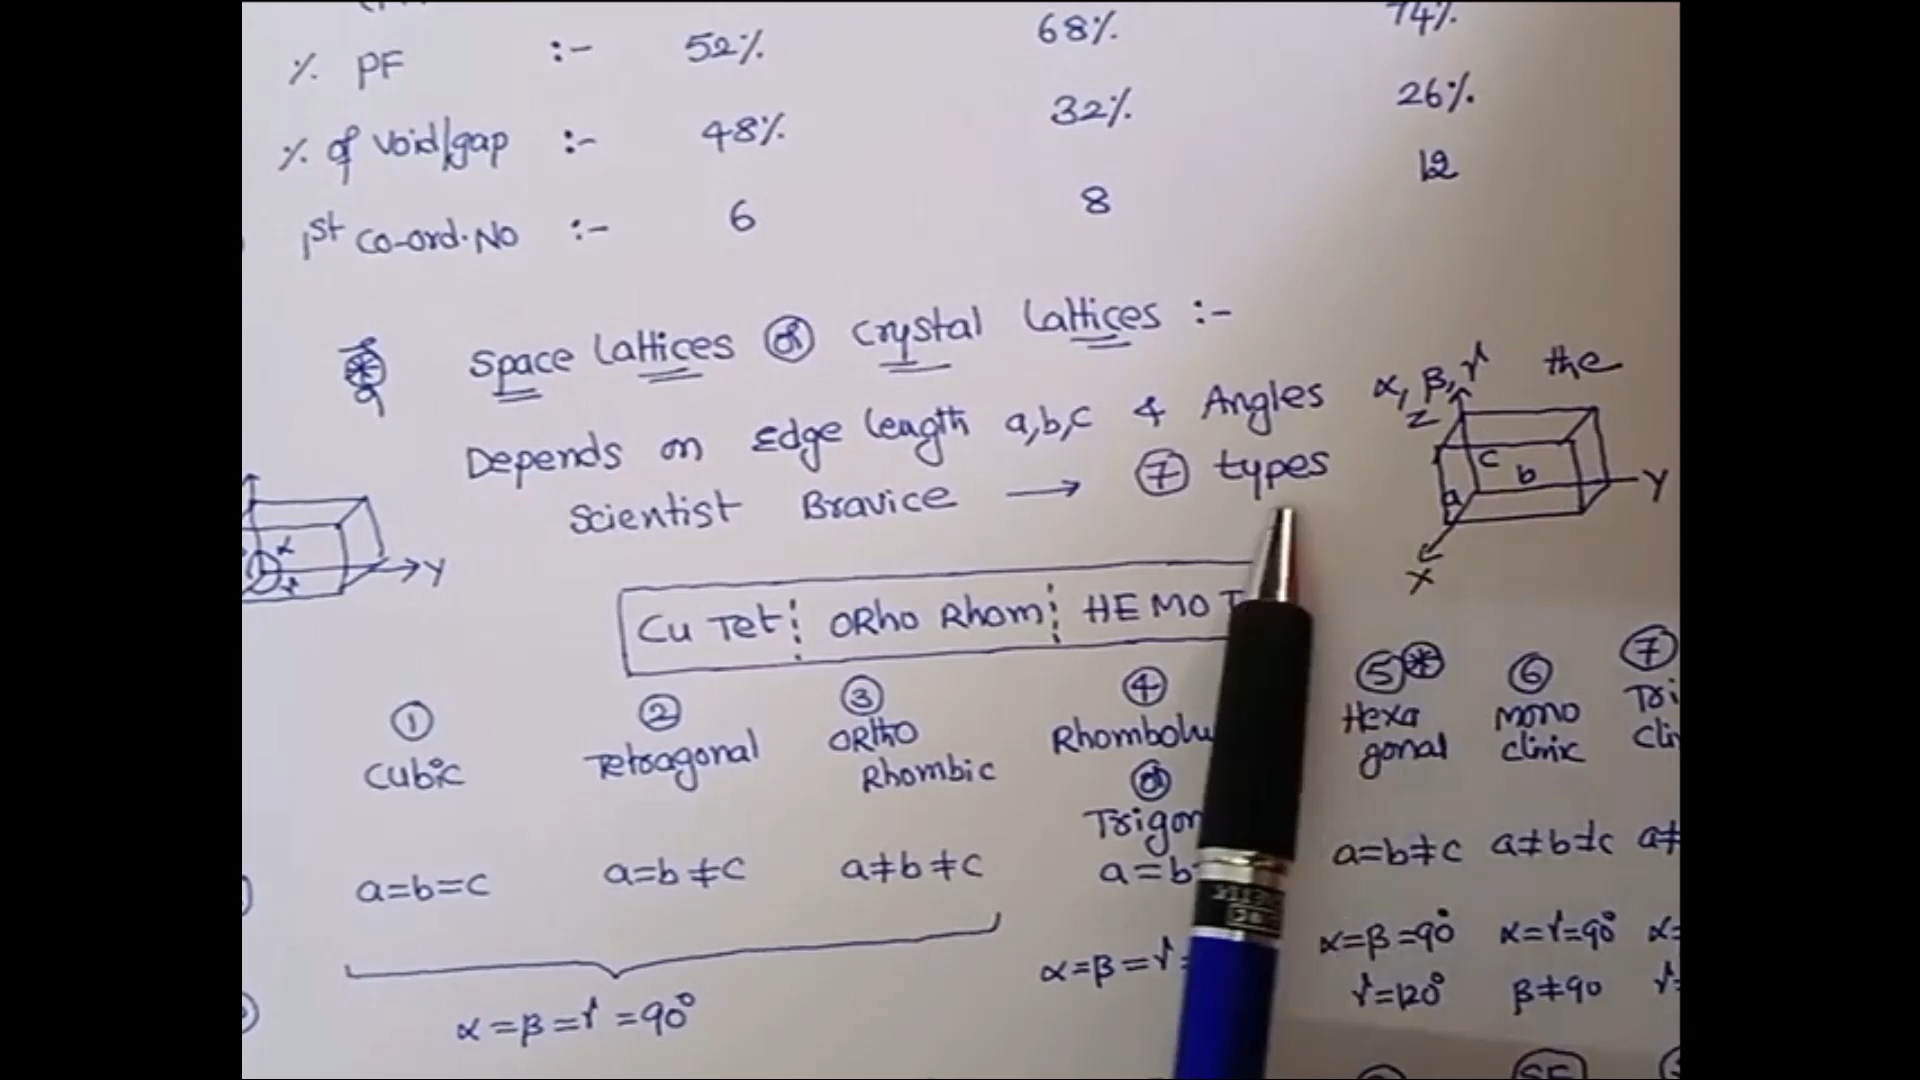 % PF :- 52% 68% 74%
% of void/gap :- 48% 32% 26%
1st Co-ord.No :- 6 8 12
Space Lattices or Crystal Lattices :-
Depends on Edge length a,b,c & Angles α, β, γ the
Scientist Bravice → 7 types
Z
c b
a
Y
X
α
γ
Y
Cu Tet ORho Rhom HEMO T
1 2 3 4 5 6 7
Cubic Tetragonal ORtho Rhombic
Hexa gonal
mono clinic
Tri
Cli
a=b=c a=b≠c a≠b≠c a=b a=b≠c a≠b≠c a≠
α=β=γ=90°
α=β=γ=
α=β=90° α=γ=90° α=
γ=120° β≠90 γ=